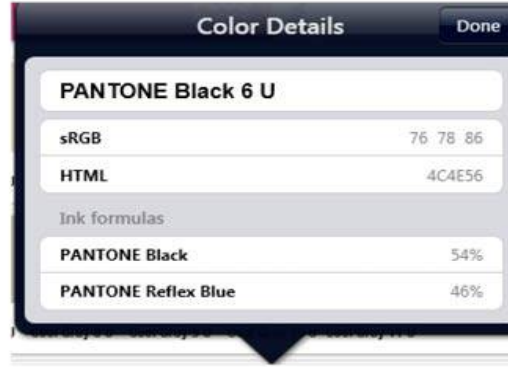 Color Details
Done
PANTONE Black 6 U
sRGB 76 78 86
HTML 4C4E56
Ink formulas
PANTONE Black 54%
PANTONE Reflex Blue 46%